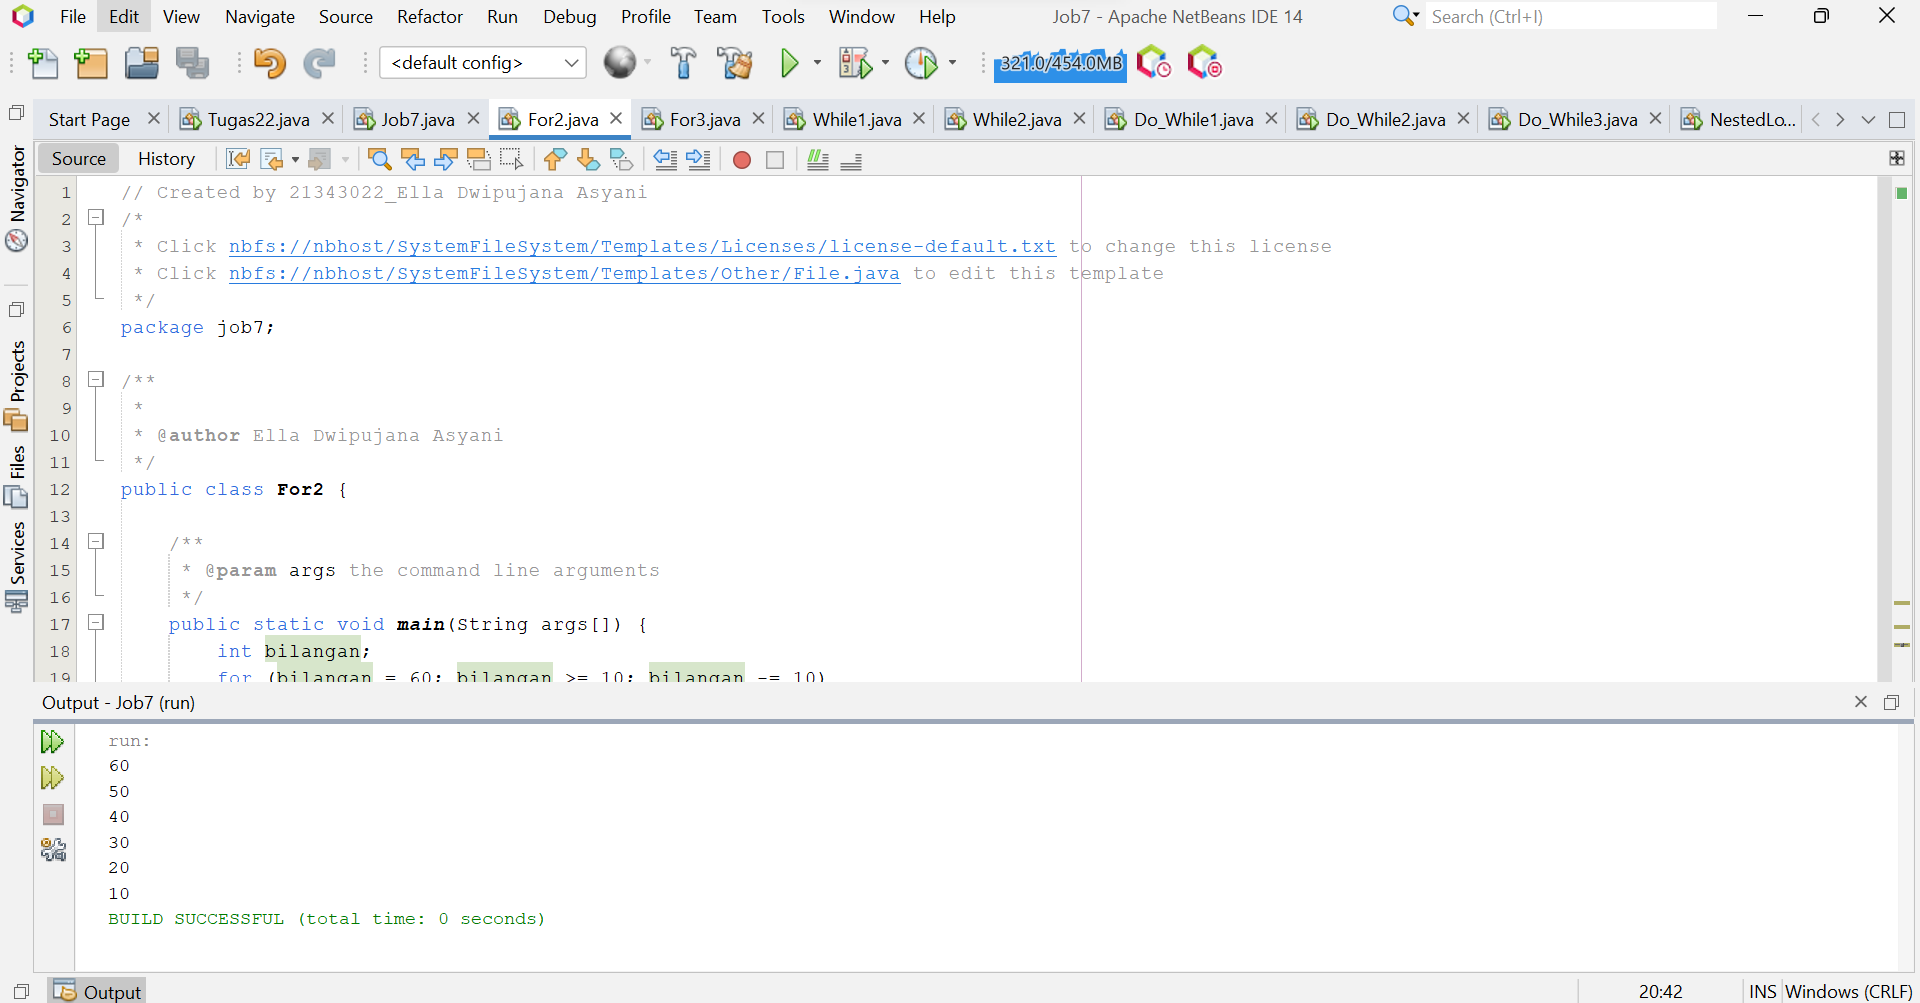 File Edit View Navigate Source Refactor Run Debug Profile Team Tools Window Help Job7 - Apache NetBeans IDE 14 Search (Ctrl+I)
<default config> 321.0/454.0MB
Start Page Tugas22.java Job7.java For2.java For3.java While1.java While2.java Do_While1.java Do_While2.java Do_While3.java NestedLo...
Source History
Navigator
Projects
Files
Services
1 // Created by 21343022_Ella Dwipujana Asyani
2 /*
3 * Click nbfs://nbhost/SystemFileSystem/Templates/Licenses/license-default.txt to change this license
4 * Click nbfs://nbhost/SystemFileSystem/Templates/Other/File.java to edit this template
5 */
6 package job7;
7
8 /**
9 *
10 * @author Ella Dwipujana Asyani
11 */
12 public class For2 {
13
14 /**
15 * @param args the command line arguments
16 */
17 public static void main(String args[]) {
18 int bilangan;
19 for (bilangan = 60; bilangan >= 10; bilangan -= 10)
Output - Job7 (run)
run:
60
50
40
30
20
10
BUILD SUCCESSFUL (total time: 0 seconds)
Output 20:42 INS Windows (CRLF)